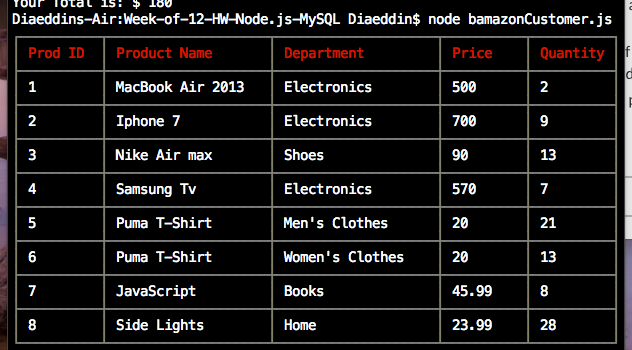 Your Total is: $ 180
Diaeddins-Air:Week-of-12-HW-Node.js-MySQL Diaeddin$ node bamazonCustomer.js
Prod ID Product Name Department Price Quantity
1 MacBook Air 2013 Electronics 500 2
2 Iphone 7 Electronics 700 9
3 Nike Air max Shoes 90 13
4 Samsung Tv Electronics 570 7
5 Puma T-Shirt Men's Clothes 20 21
6 Puma T-Shirt Women's Clothes 20 13
7 JavaScript Books 45.99 8
8 Side Lights Home 23.99 28